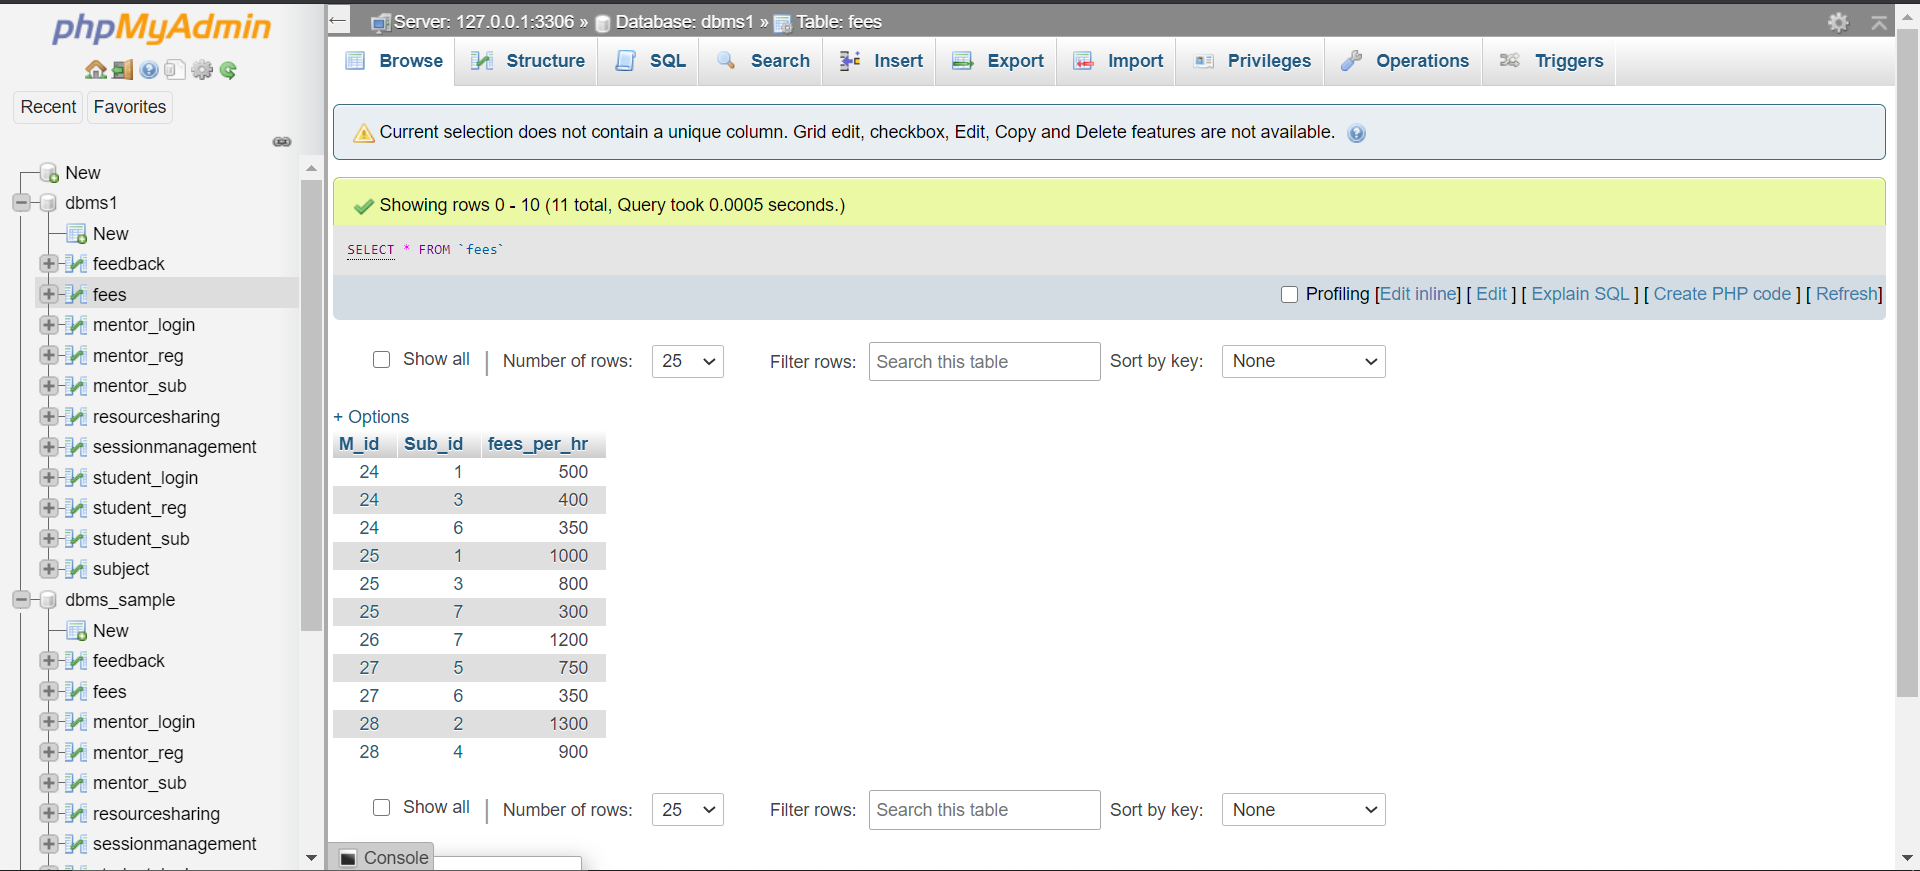 phpMyAdmin
Recent Favorites
New
dbms1
New
feedback
fees
mentor_login
mentor_reg
mentor_sub
resourcesharing
sessionmanagement
student_login
student_reg
student_sub
subject
dbms_sample
New
feedback
fees
mentor_login
mentor_reg
mentor_sub
resourcesharing
sessionmanagement
Server: 127.0.0.1:3306 » Database: dbms1 » Table: fees
Browse Structure SQL Search Insert Export Import Privileges Operations Triggers
Current selection does not contain a unique column. Grid edit, checkbox, Edit, Copy and Delete features are not available.
Showing rows 0 - 10 (11 total, Query took 0.0005 seconds.)
SELECT * FROM `fees`
Profiling [Edit inline] [ Edit ] [ Explain SQL ] [ Create PHP code ] [ Refresh]
Show all | Number of rows: 25 Filter rows: Search this table Sort by key: None
+ Options
M_id Sub_id fees_per_hr
24 1 500
24 3 400
24 6 350
25 1 1000
25 3 800
25 7 300
26 7 1200
27 5 750
27 6 350
28 2 1300
28 4 900
Show all | Number of rows: 25 Filter rows: Search this table Sort by key: None
Console